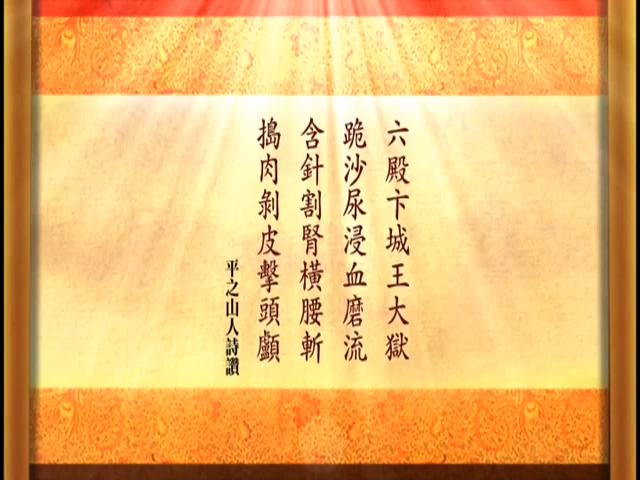 六殿卞城王大獄
跪沙尿浸血磨流
含針割腎橫腰斬
搗肉剝皮擊頭顱
平之山人詩讚